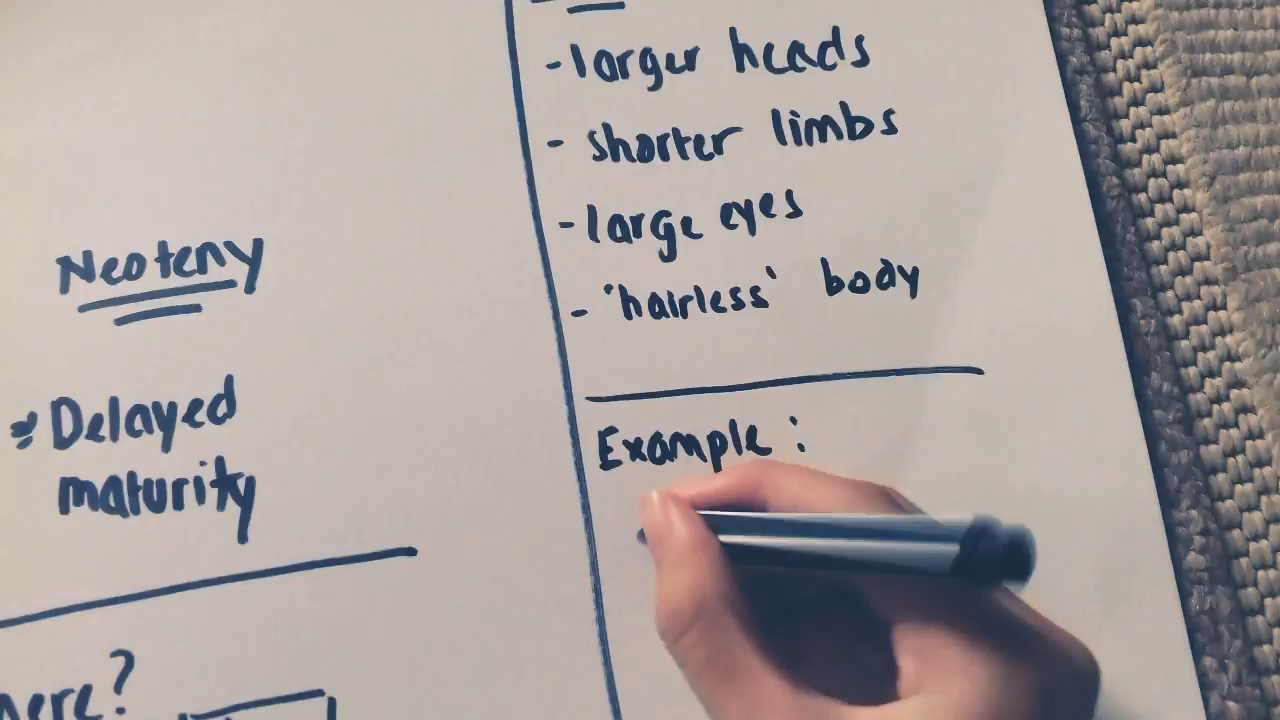 Neoteny
Delayed
maturity
- larger heads
- shorter limbs
- large eyes
- 'hairless' body
Example :